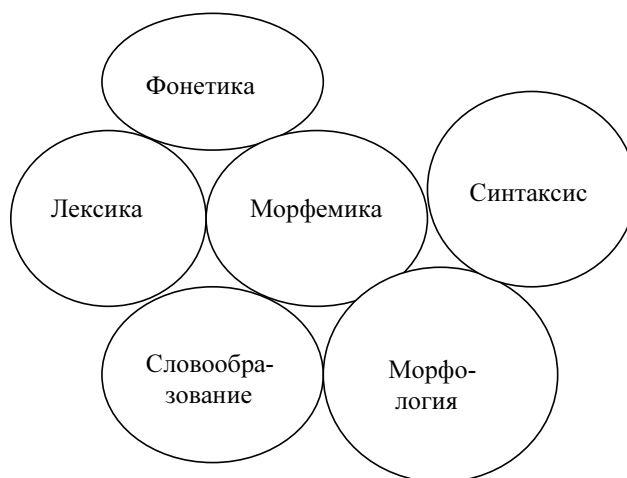 Фонетика
Лексика
Морфемика
Синтаксис
Словообра-
зование
Морфо-
логия